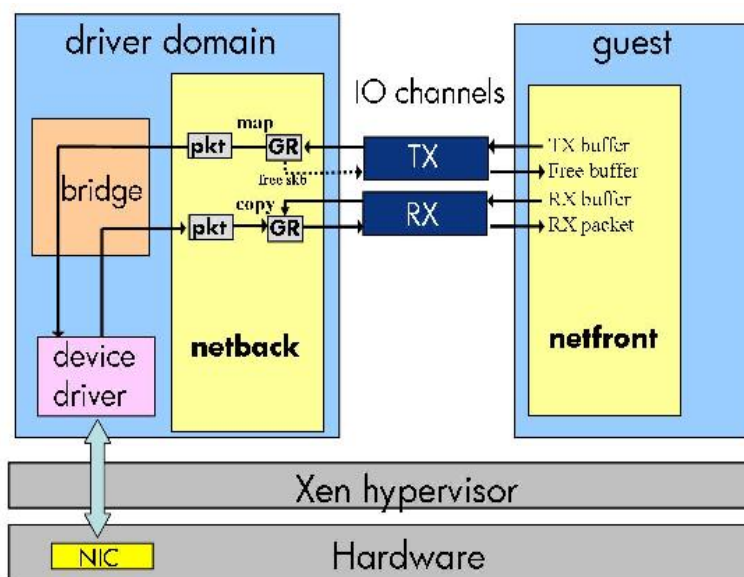 driver domain
guest
IO channels
map
pkt
GR
TX
TX buffer
Free buffer
free skb
bridge
copy
pkt
GR
RX
RX buffer
RX packet
netback
netfront
device
driver
Xen hypervisor
NIC
Hardware